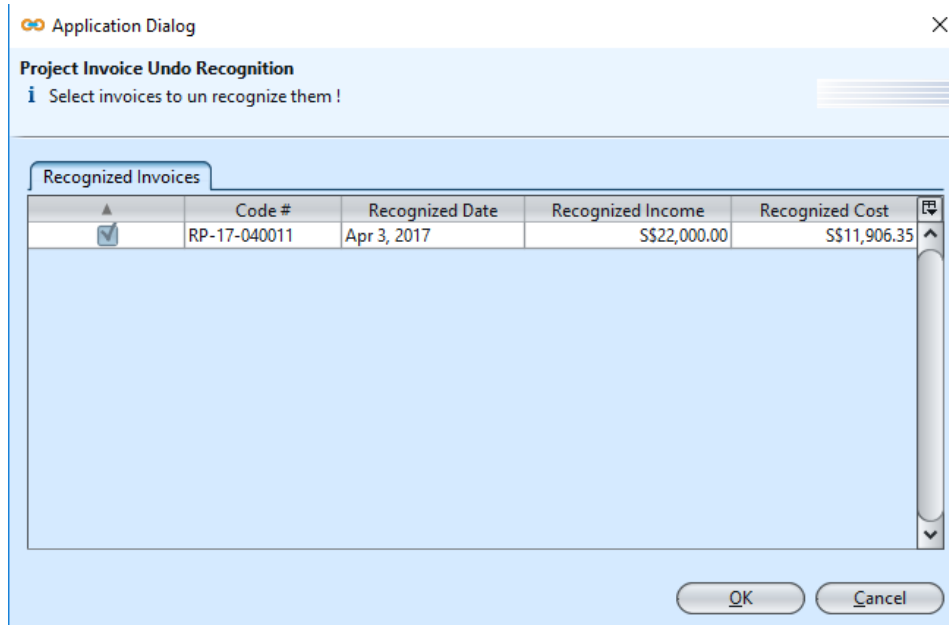 Application Dialog
Project Invoice Undo Recognition
i Select invoices to un recognize them !
Recognized Invoices
Code # Recognized Date Recognized Income Recognized Cost
RP-17-040011 Apr 3, 2017 S$22,000.00 S$11,906.35
OK Cancel